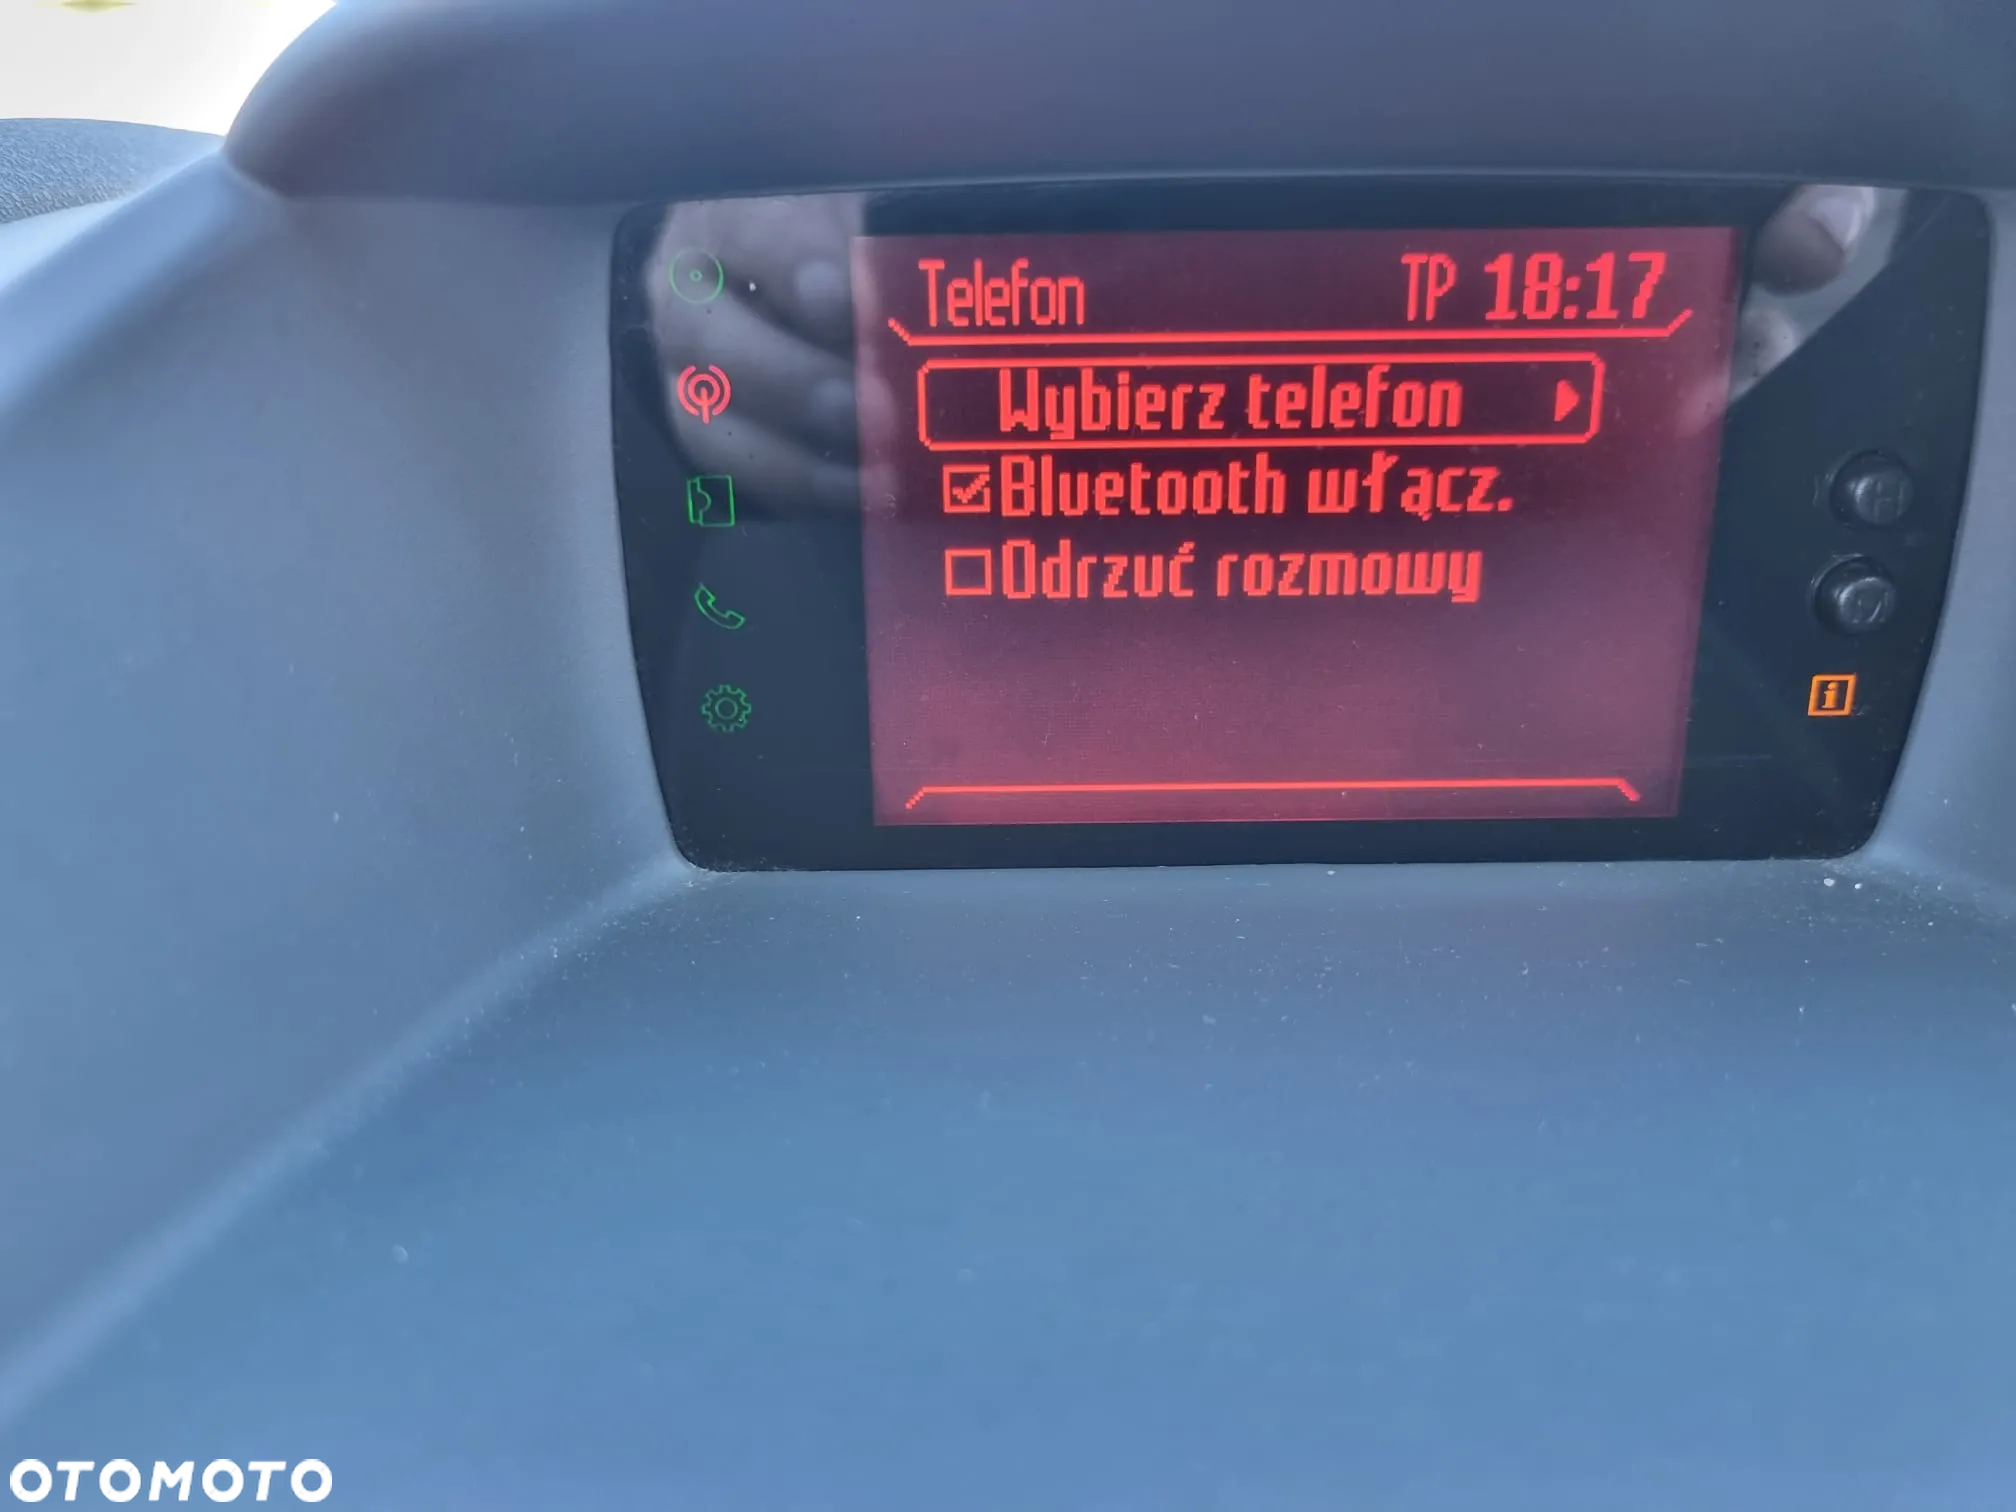 Telefon TP 18:17
Wybierz telefon
Bluetooth włącz.
Odrzuć rozmowy
H
i
OTOMOTO